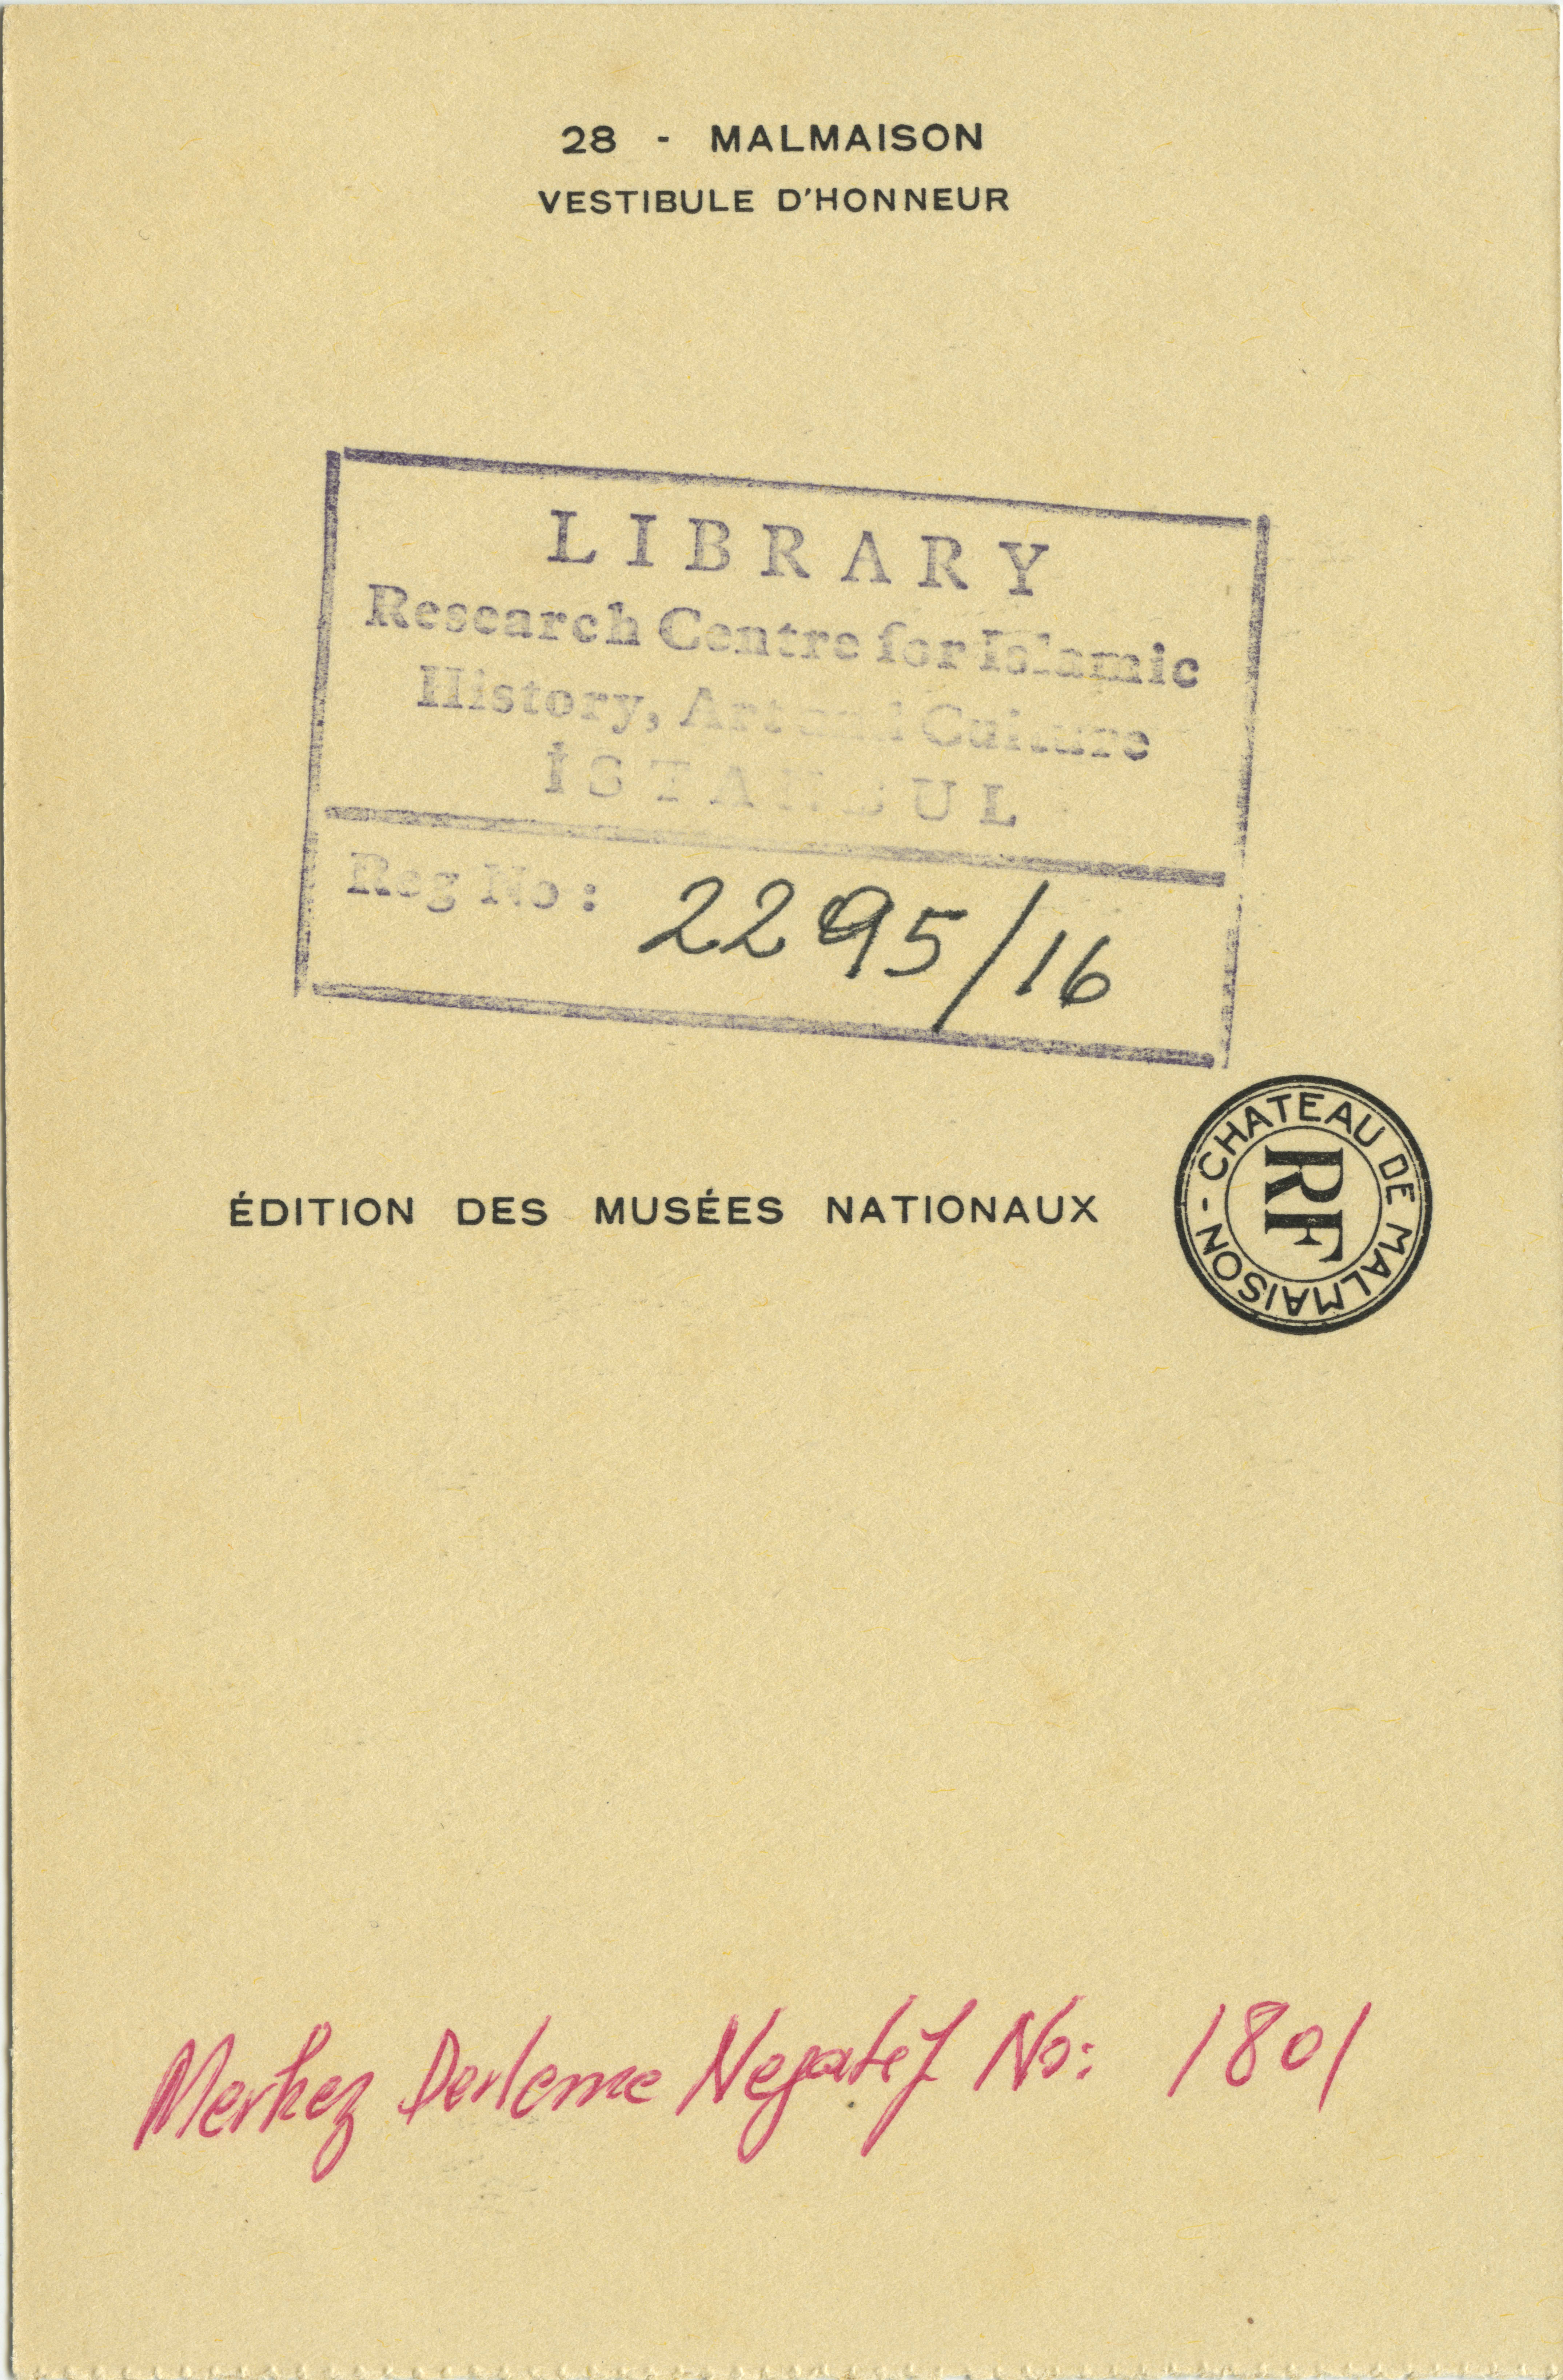 28 - MALMAISON
VESTIBULE D'HONNEUR
LIBRARY
Research Centre for Islamic
History, Art and Culture
İSTANBUL
Reg No: 2295/16
ÉDITION DES MUSÉES NATIONAUX
CHATEAU DE MALMAISON -
RF
Merkez Derleme Negatif No: 1801